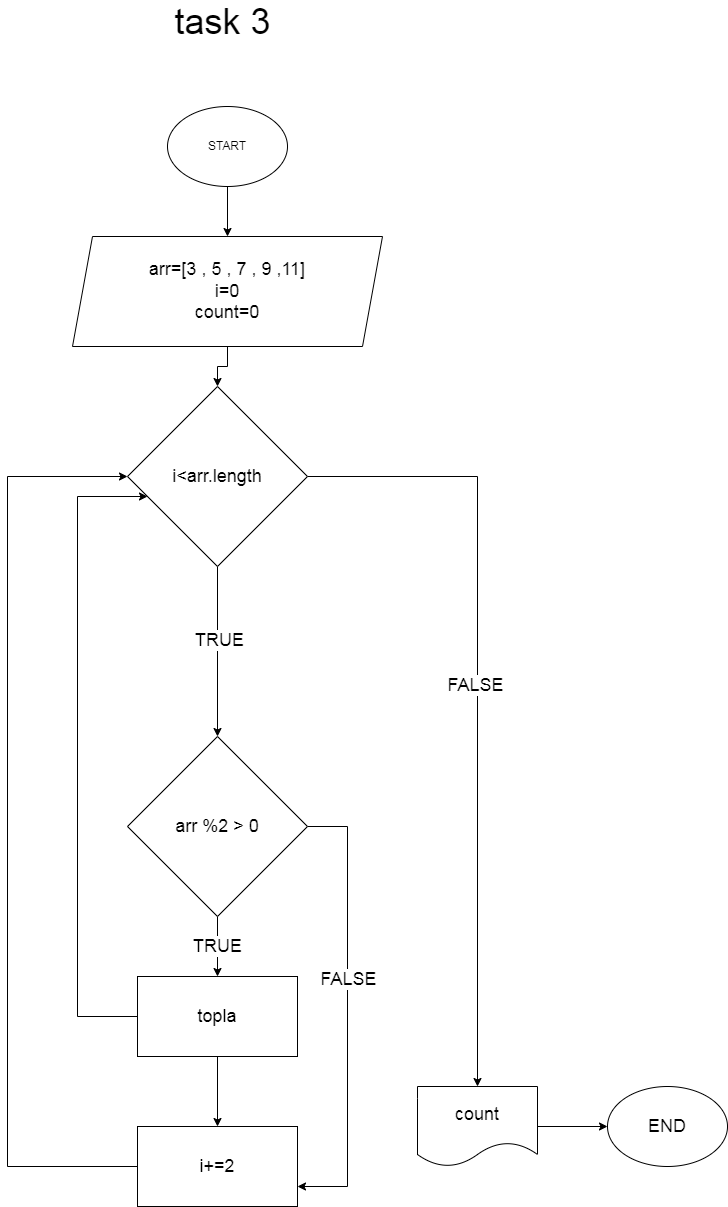 task 3
START
arr=[3 , 5 , 7 , 9 ,11]
i=0
count=0
i<arr.length
TRUE
FALSE
arr %2 > 0
TRUE
FALSE
topla
count
END
i+=2